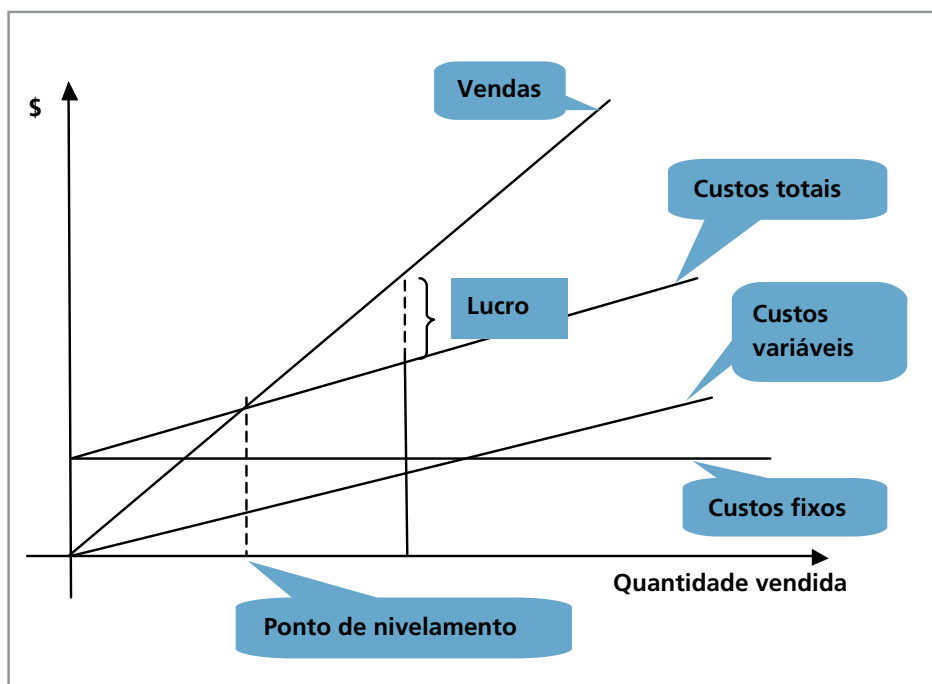 Vendas
$
Custos totais
Lucro
Custos
variáveis
Custos fixos
Quantidade vendida
Ponto de nivelamento